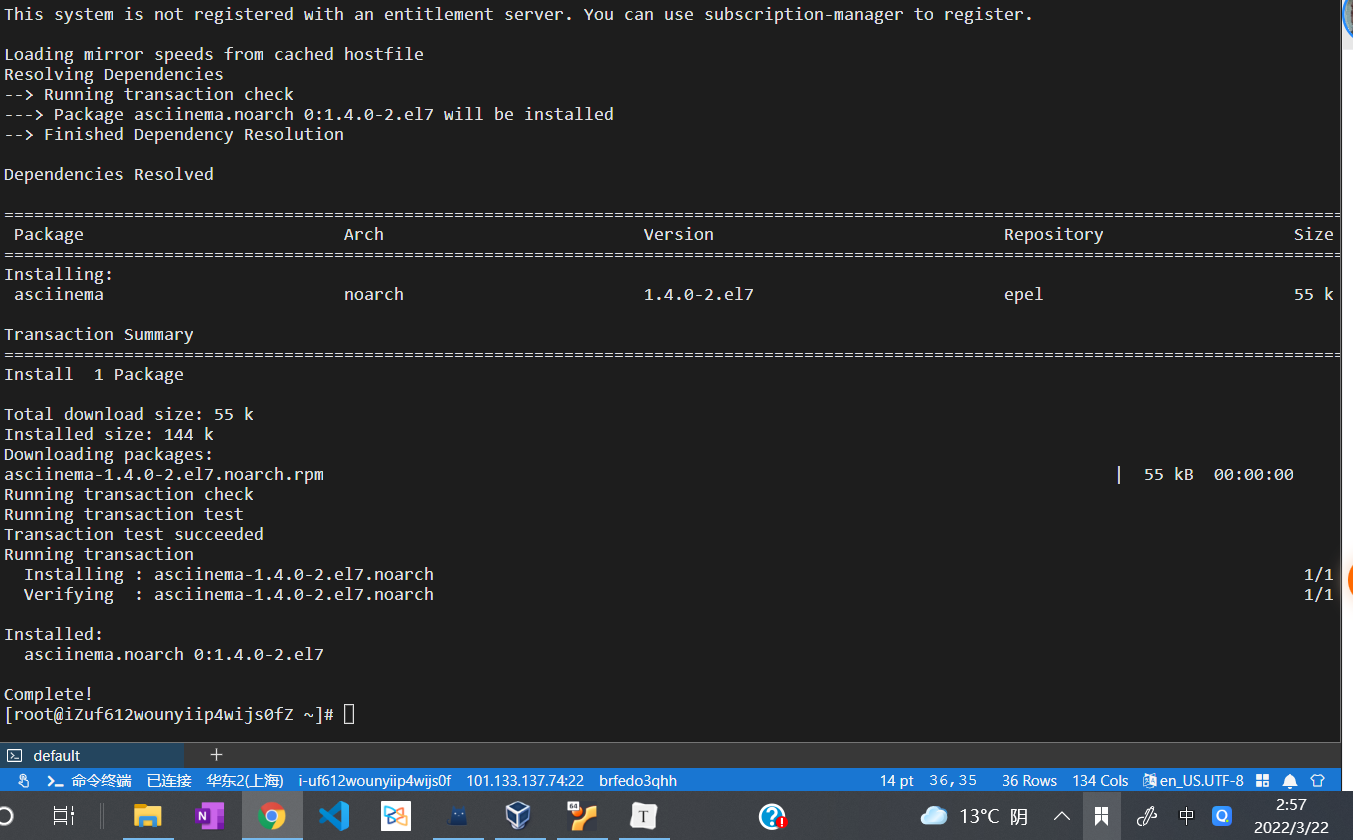 This system is not registered with an entitlement server. You can use subscription-manager to register.
Loading mirror speeds from cached hostfile
Resolving Dependencies
--> Running transaction check
---> Package asciinema.noarch 0:1.4.0-2.el7 will be installed
--> Finished Dependency Resolution
Dependencies Resolved
Package Arch Version Repository Size
Installing:
asciinema noarch 1.4.0-2.el7 epel 55 k
Transaction Summary
Install 1 Package
Total download size: 55 k
Installed size: 144 k
Downloading packages:
asciinema-1.4.0-2.el7.noarch.rpm | 55 kB 00:00:00
Running transaction check
Running transaction test
Transaction test succeeded
Running transaction
Installing : asciinema-1.4.0-2.el7.noarch 1/1
Verifying : asciinema-1.4.0-2.el7.noarch 1/1
Installed:
asciinema.noarch 0:1.4.0-2.el7
Complete!
[root@iZuf612wounyiip4wijs0fZ ~]#
default +
命令终端 已连接 华东2(上海) i-uf612wounyiip4wijs0f 101.133.137.74:22 brfedo3qhh 14 pt 36,35 36 Rows 134 Cols en_US.UTF-8
N 64 T ? 13°C 阴 中 Q 2:57
2022/3/22